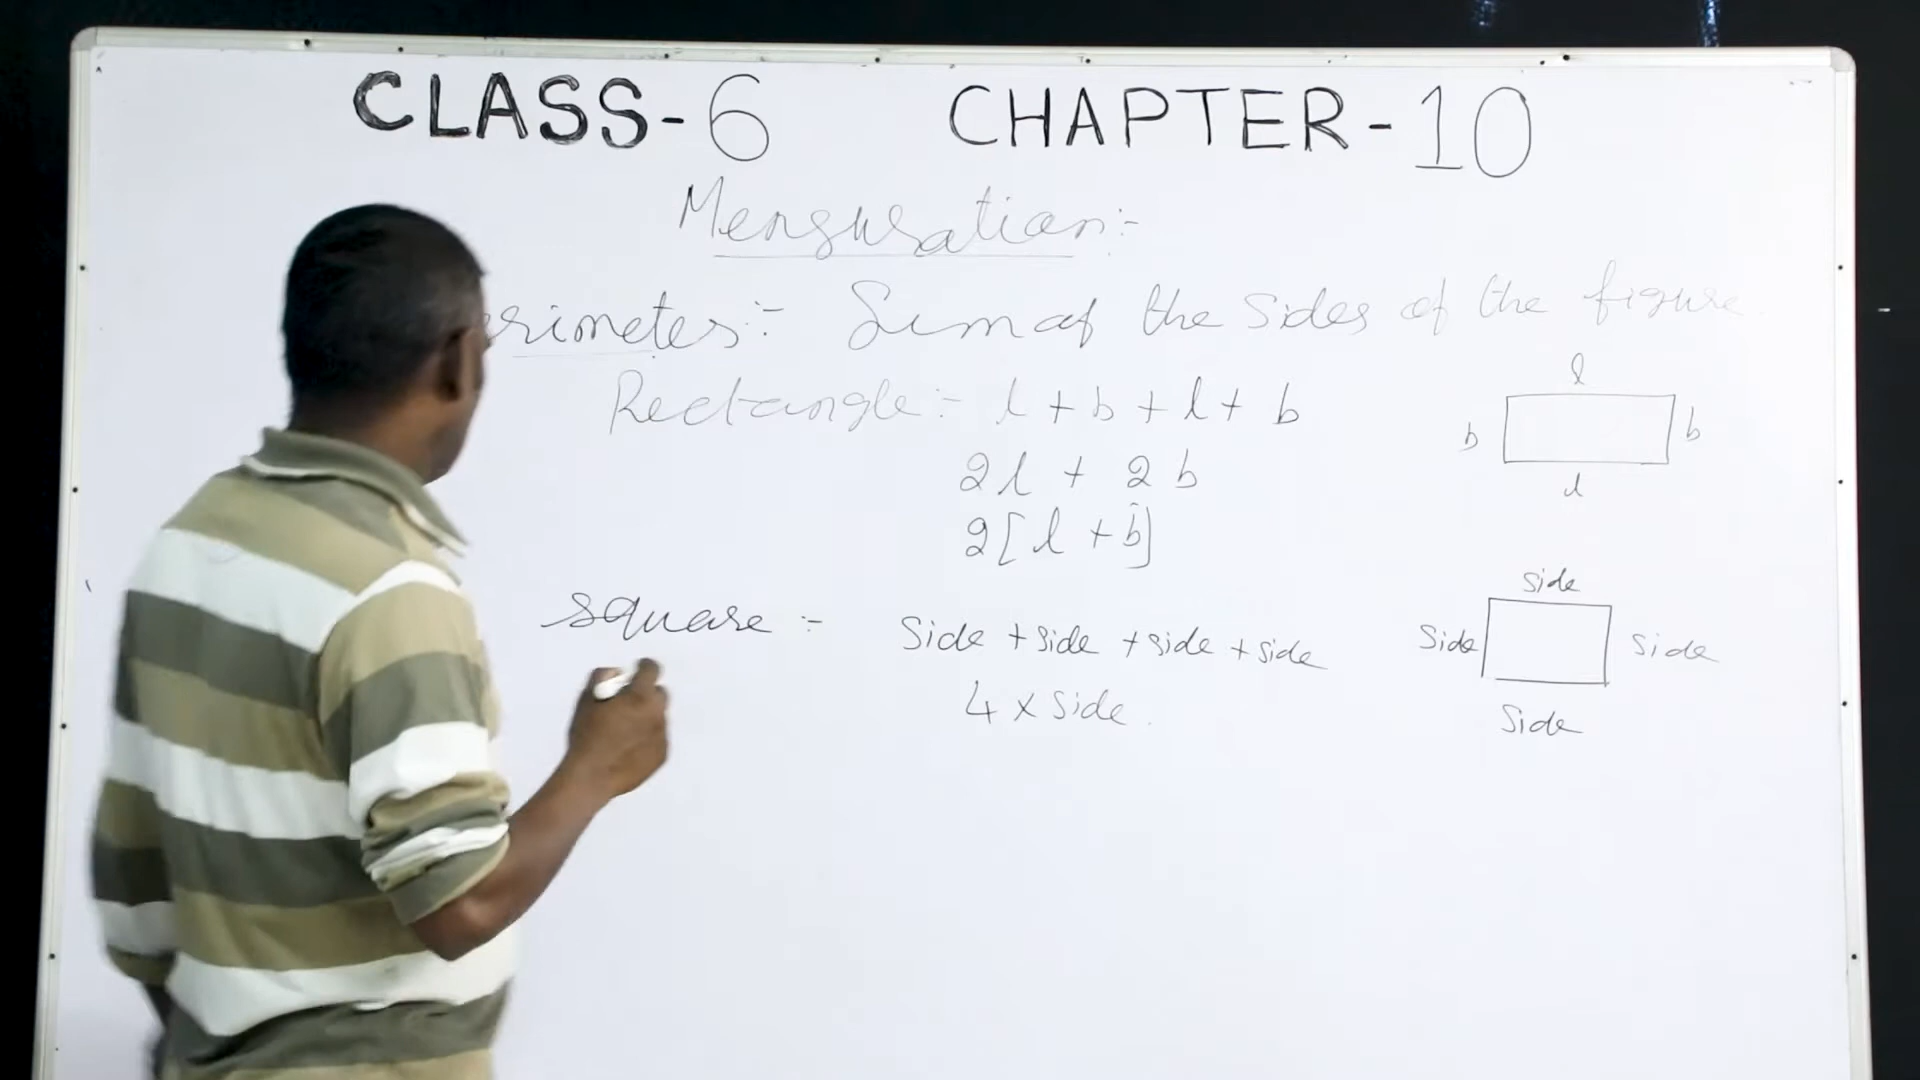 CLASS-6 CHAPTER-10
Mensuration:-
erimeter:- Sum of the Sides of the figure.
Rectangle:- l + b + l + b
2l + 2b
2[l + b]
l
b
b
l
square:- Side + side + side + side
4 x side.
side
Side
side
Side